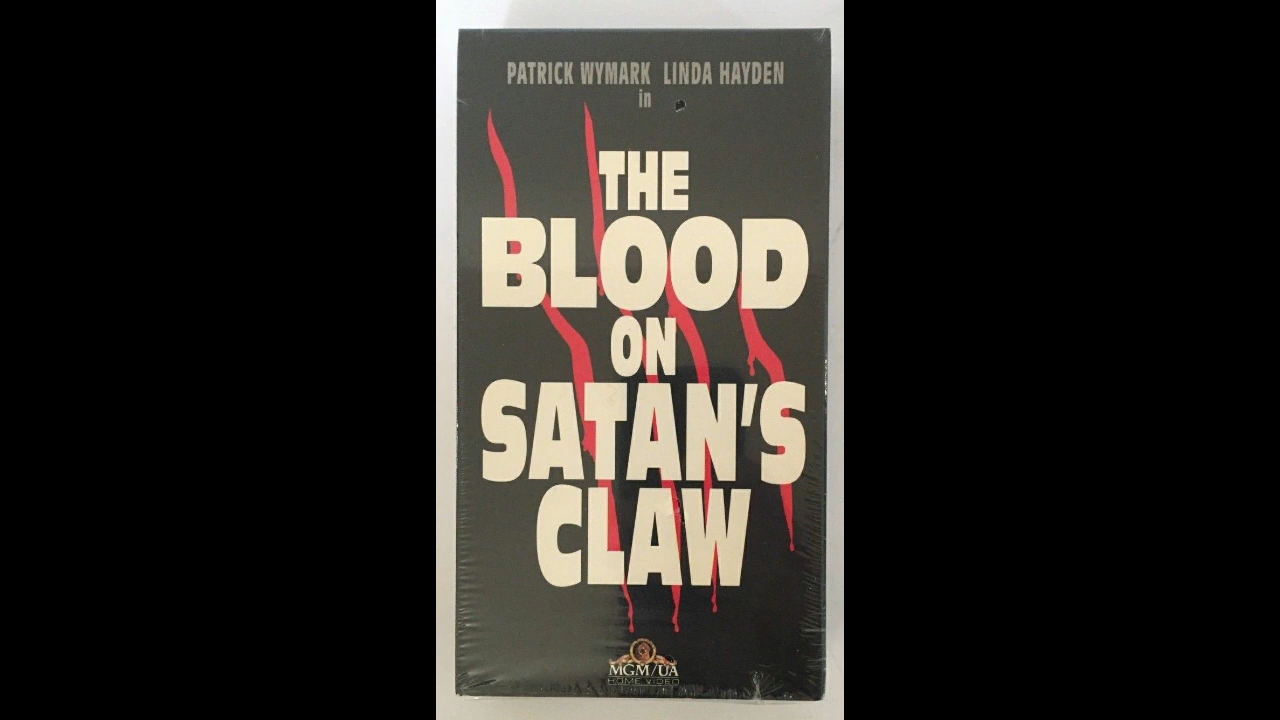 PATRICK WYMARK LINDA HAYDEN
in
THE
BLOOD
ON
SATAN'S
CLAW
MGM/UA
HOME VIDEO